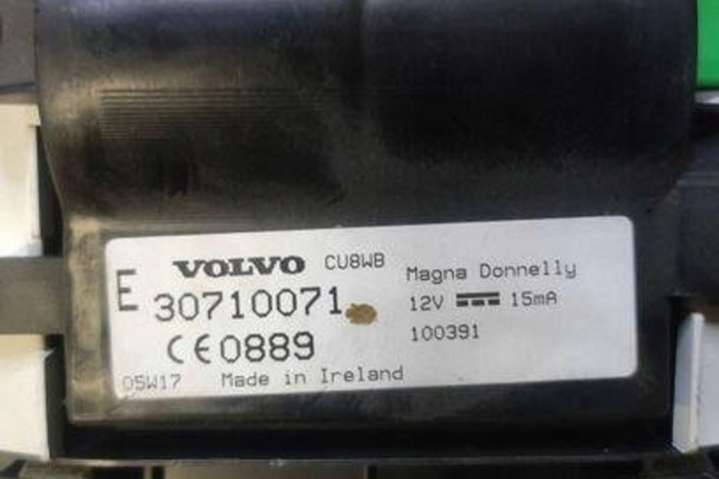 E VOLVO CU8WB
30710071
CE0889
05W17 Made in Ireland
Magna Donnelly
12V 15mA
100391